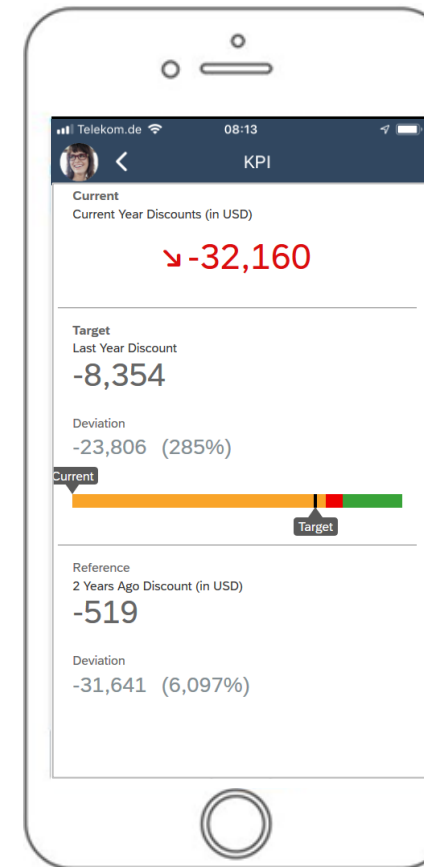 Telekom.de 08:13
KPI
Current
Current Year Discounts (in USD)
-32,160
Target
Last Year Discount
-8,354
Deviation
-23,806 (285%)
Current
Target
Reference
2 Years Ago Discount (in USD)
-519
Deviation
-31,641 (6,097%)